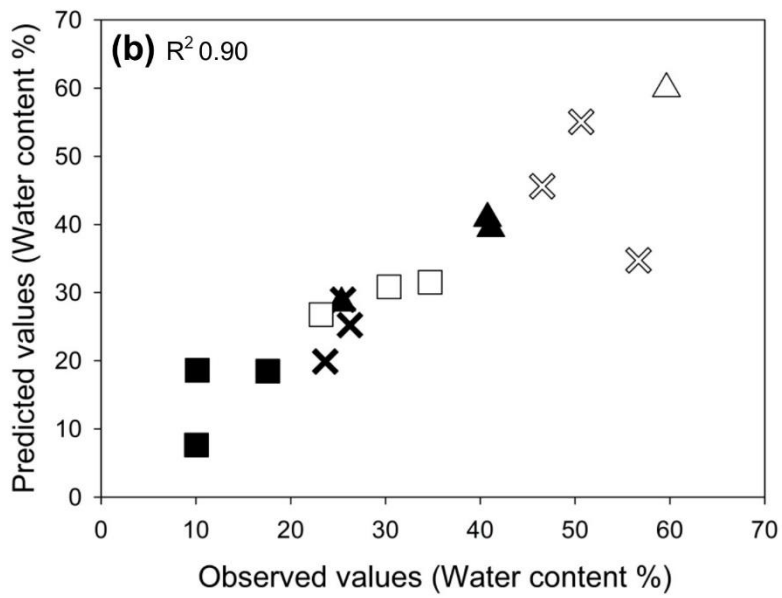 (b) R² 0.90
Predicted values (Water content %)
70
60
50
40
30
20
10
0
0 10 20 30 40 50 60 70
Observed values (Water content %)